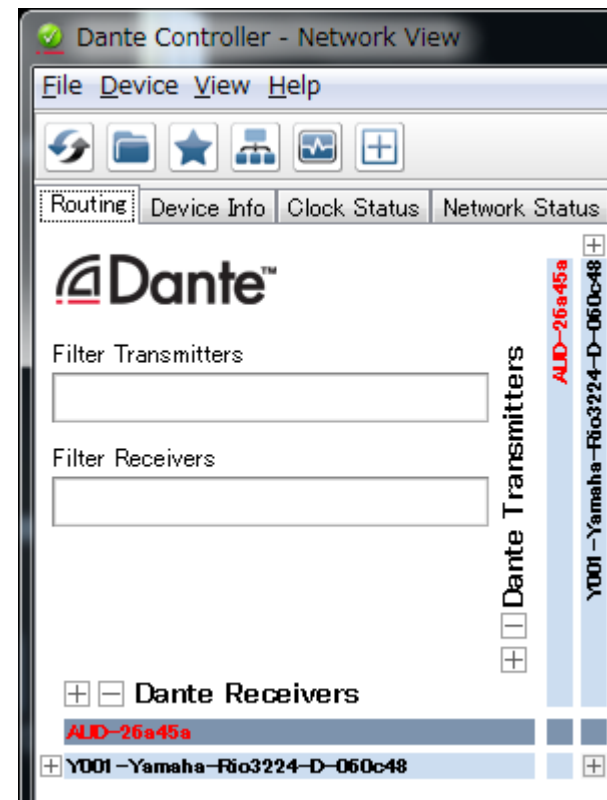 Dante Controller - Network View
File Device View Help
Routing Device Info Clock Status Network Status
Dante™
Filter Transmitters
Filter Receivers
Dante Transmitters
AUD-26a45a
Y001-Yamaha-Rio3224-D-060c48
Dante Receivers
AUD-26a45a
Y001-Yamaha-Rio3224-D-060c48